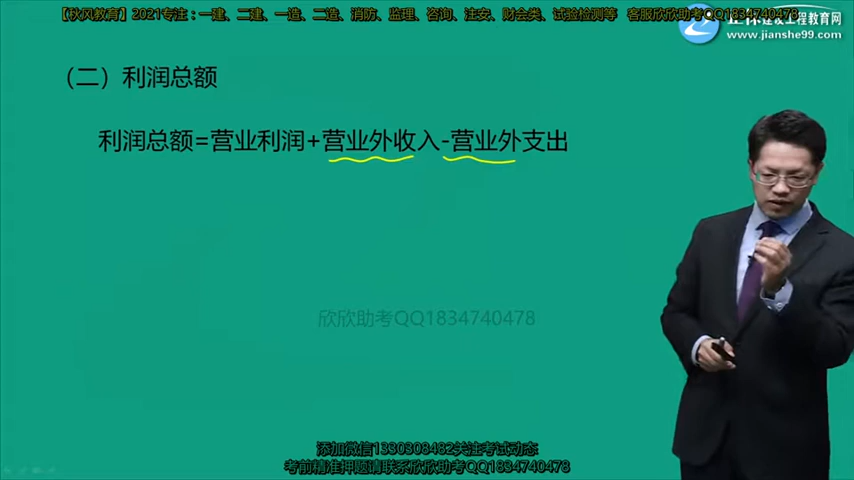 【秋风教育】2021专注：一建、二建、一造、二造、消防、监理、咨询、注安、财会类、试验检测等 客服欣欣助考QQ1834740478
建设工程教育网
www.jianshe99.com
（二）利润总额
利润总额=营业利润+营业外收入-营业外支出
欣欣助考QQ1834740478
添加微信1330308482关注考试动态
考前精准押题请联系欣欣助考QQ1834740478